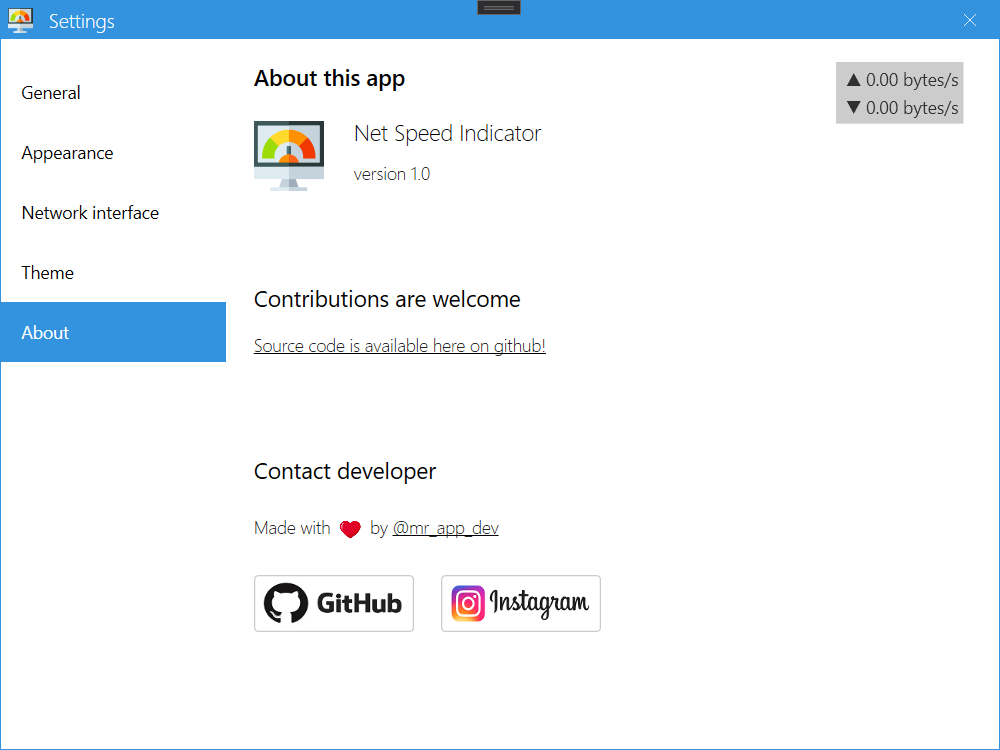 Settings
General
Appearance
Network interface
Theme
About
About this app
Net Speed Indicator
version 1.0
▲ 0.00 bytes/s
▼ 0.00 bytes/s
Contributions are welcome
Source code is available here on github!
Contact developer
Made with ❤ by @mr_app_dev
GitHub
Instagram